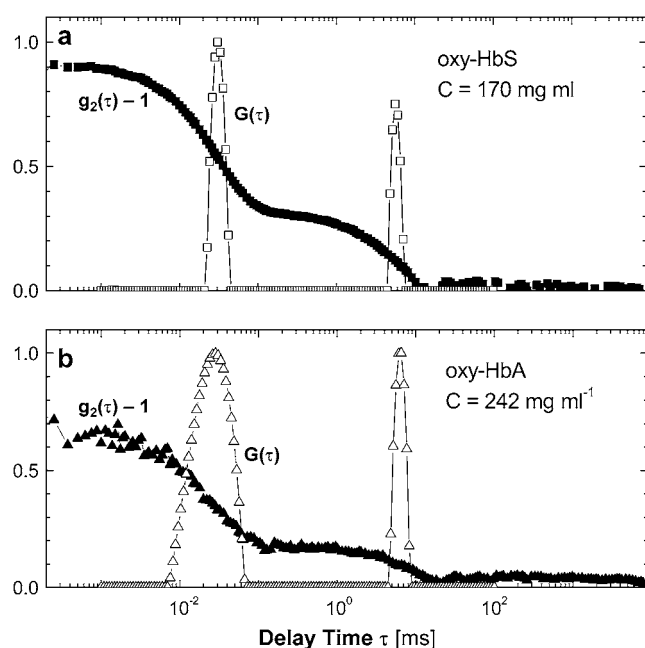 a
oxy-HbS
C = 170 mg ml
g₂(τ) – 1
G(τ)
1.0
0.5
0.0
b
oxy-HbA
C = 242 mg ml⁻¹
g₂(τ) – 1
G(τ)
1.0
0.5
0.0
10⁻² 10⁰ 10²
Delay Time τ [ms]